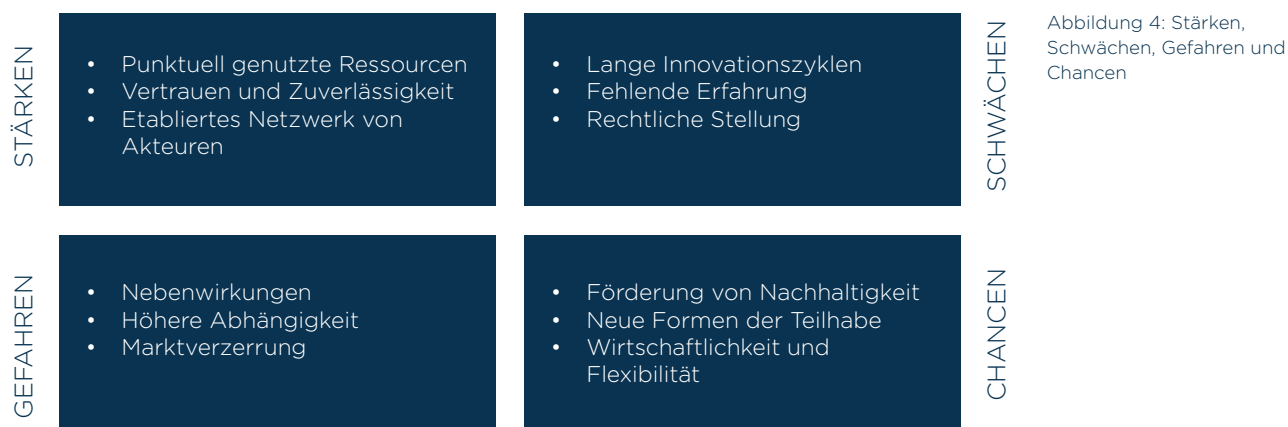 STÄRKEN
• Punktuell genutzte Ressourcen
• Vertrauen und Zuverlässigkeit
• Etabliertes Netzwerk von
Akteuren
SCHWÄCHEN
• Lange Innovationszyklen
• Fehlende Erfahrung
• Rechtliche Stellung
Abbildung 4: Stärken,
Schwächen, Gefahren und
Chancen
GEFAHREN
• Nebenwirkungen
• Höhere Abhängigkeit
• Marktverzerrung
CHANCEN
• Förderung von Nachhaltigkeit
• Neue Formen der Teilhabe
• Wirtschaftlichkeit und
Flexibilität